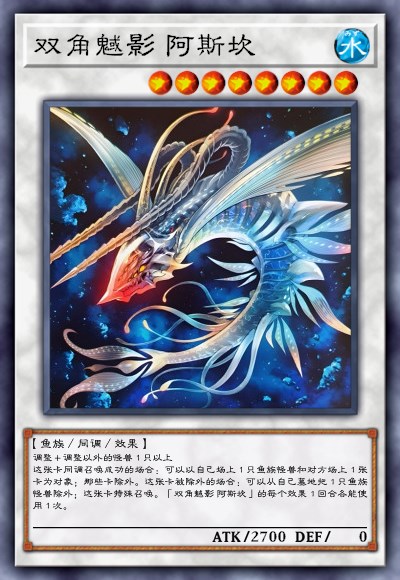 双角魊影 阿斯坎
水
【鱼族／同调／效果】
调整＋调整以外的怪兽1只以上
这张卡同调召唤成功的场合：可以以自己场上1只鱼族怪兽和对方场上1张
卡为对象；那些卡除外。这张卡被除外的场合：可以从自己墓地把1只鱼族
怪兽除外；这张卡特殊召唤。「双角魊影 阿斯坎」的每个效果1回合各能使
用1次。
ATK/2700 DEF/ 0